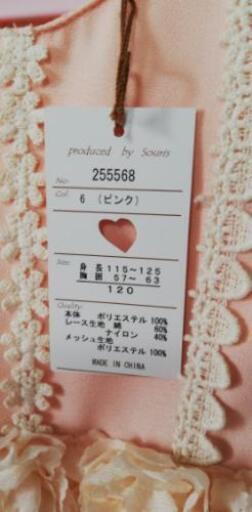 produced by Souris
No. 255568
Col. 6 (ピンク)
Size.
身 長 115~125
胸 囲 57~ 63
120
Quality.
本体 ポリエステル 100%
レース生地 綿 60%
ナイロン 40%
メッシュ生地
ポリエステル 100%
MADE IN CHINA